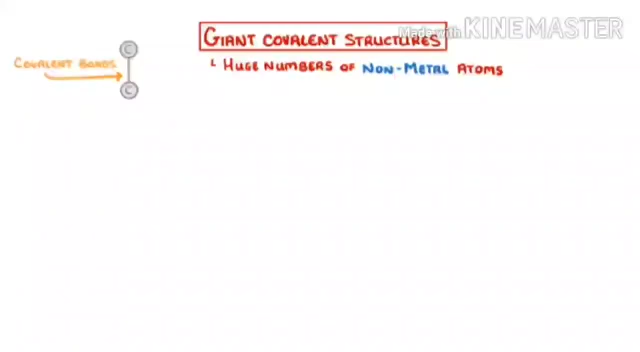 Made with KINEMASTER
GIANT COVALENT STRUCTURES
└ HUGE NUMBERS OF NON-METAL ATOMS
COVALENT BONDS
C
C